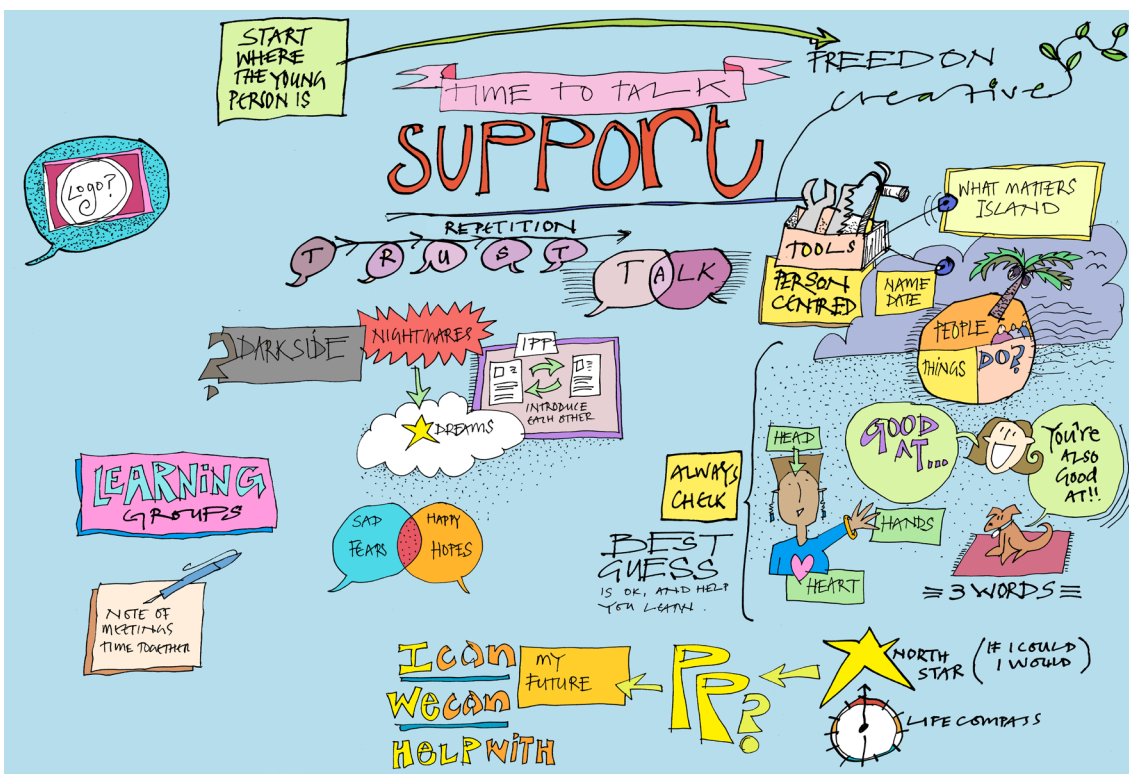 START
WHERE
THE YOUNG
PERSON IS
FREEDON
creative
TIME TO TALK
SUPPORT
Logo?
REPETITION
TRUST
TALK
TOOLS
PERSON
CENTRED
WHAT MATTERS
ISLAND
NAME
DATE
PEOPLE
THINGS
DO?
DARKSIDE
NIGHTMARES
DREAMS
IPP
INTRODUCE
EACH OTHER
LEARNING
GROUPS
NOTE OF
MEETINGS
TIME TOGETHER
SAD
FEARS
HAPPY
HOPES
ALWAYS
CHECK
BEST
GUESS
IS OK, AND HELP
YOU LEARN.
HEAD
HANDS
HEART
GOOD
AT...
YOU'RE
ALSO
GOOD
AT!!
3 WORDS
I can
We can
HELP WITH
MY
FUTURE
PPR?
NORTH
STAR
(IF I COULD
I WOULD)
LIFE COMPASS